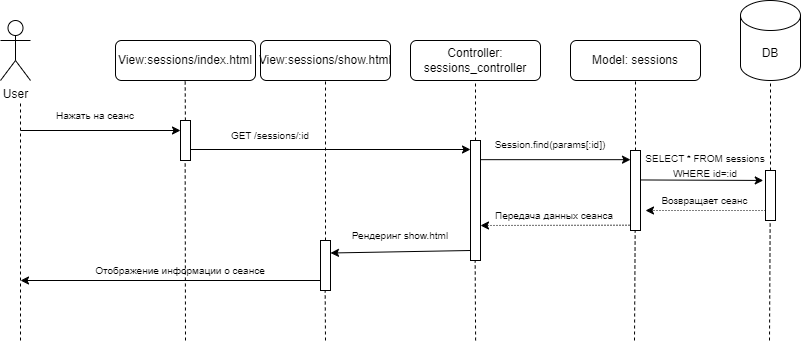 User
View:sessions/index.html
View:sessions/show.html
Controller:
sessions_controller
Model: sessions
DB
Нажать на сеанс
GET /sessions/:id
Session.find(params[:id])
SELECT * FROM sessions
WHERE id=:id
Возвращает сеанс
Передача данных сеанса
Рендеринг show.html
Отображение информации о сеансе